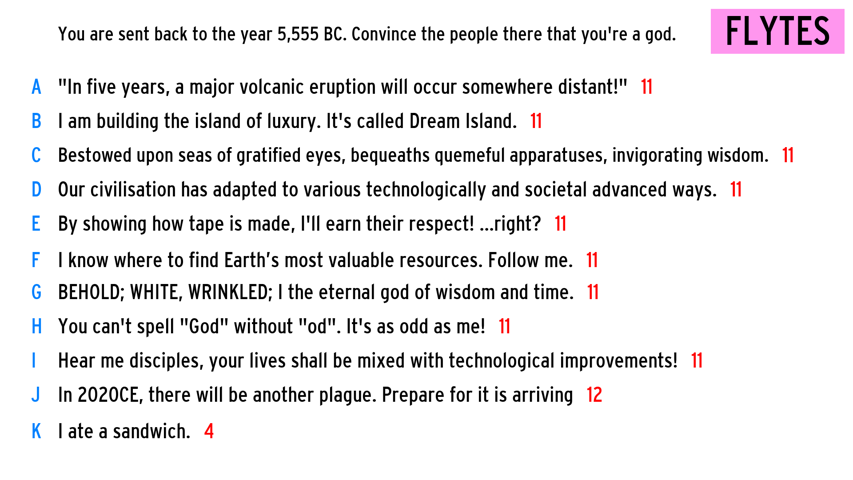 You are sent back to the year 5,555 BC. Convince the people there that you're a god.
FLYTES
A "In five years, a major volcanic eruption will occur somewhere distant!" 11
B I am building the island of luxury. It's called Dream Island. 11
C Bestowed upon seas of gratified eyes, bequeaths quemeful apparatuses, invigorating wisdom. 11
D Our civilisation has adapted to various technologically and societal advanced ways. 11
E By showing how tape is made, I'll earn their respect! ...right? 11
F I know where to find Earth’s most valuable resources. Follow me. 11
G BEHOLD; WHITE, WRINKLED; I the eternal god of wisdom and time. 11
H You can't spell "God" without "od". It's as odd as me! 11
I Hear me disciples, your lives shall be mixed with technological improvements! 11
J In 2020CE, there will be another plague. Prepare for it is arriving 12
K I ate a sandwich. 4